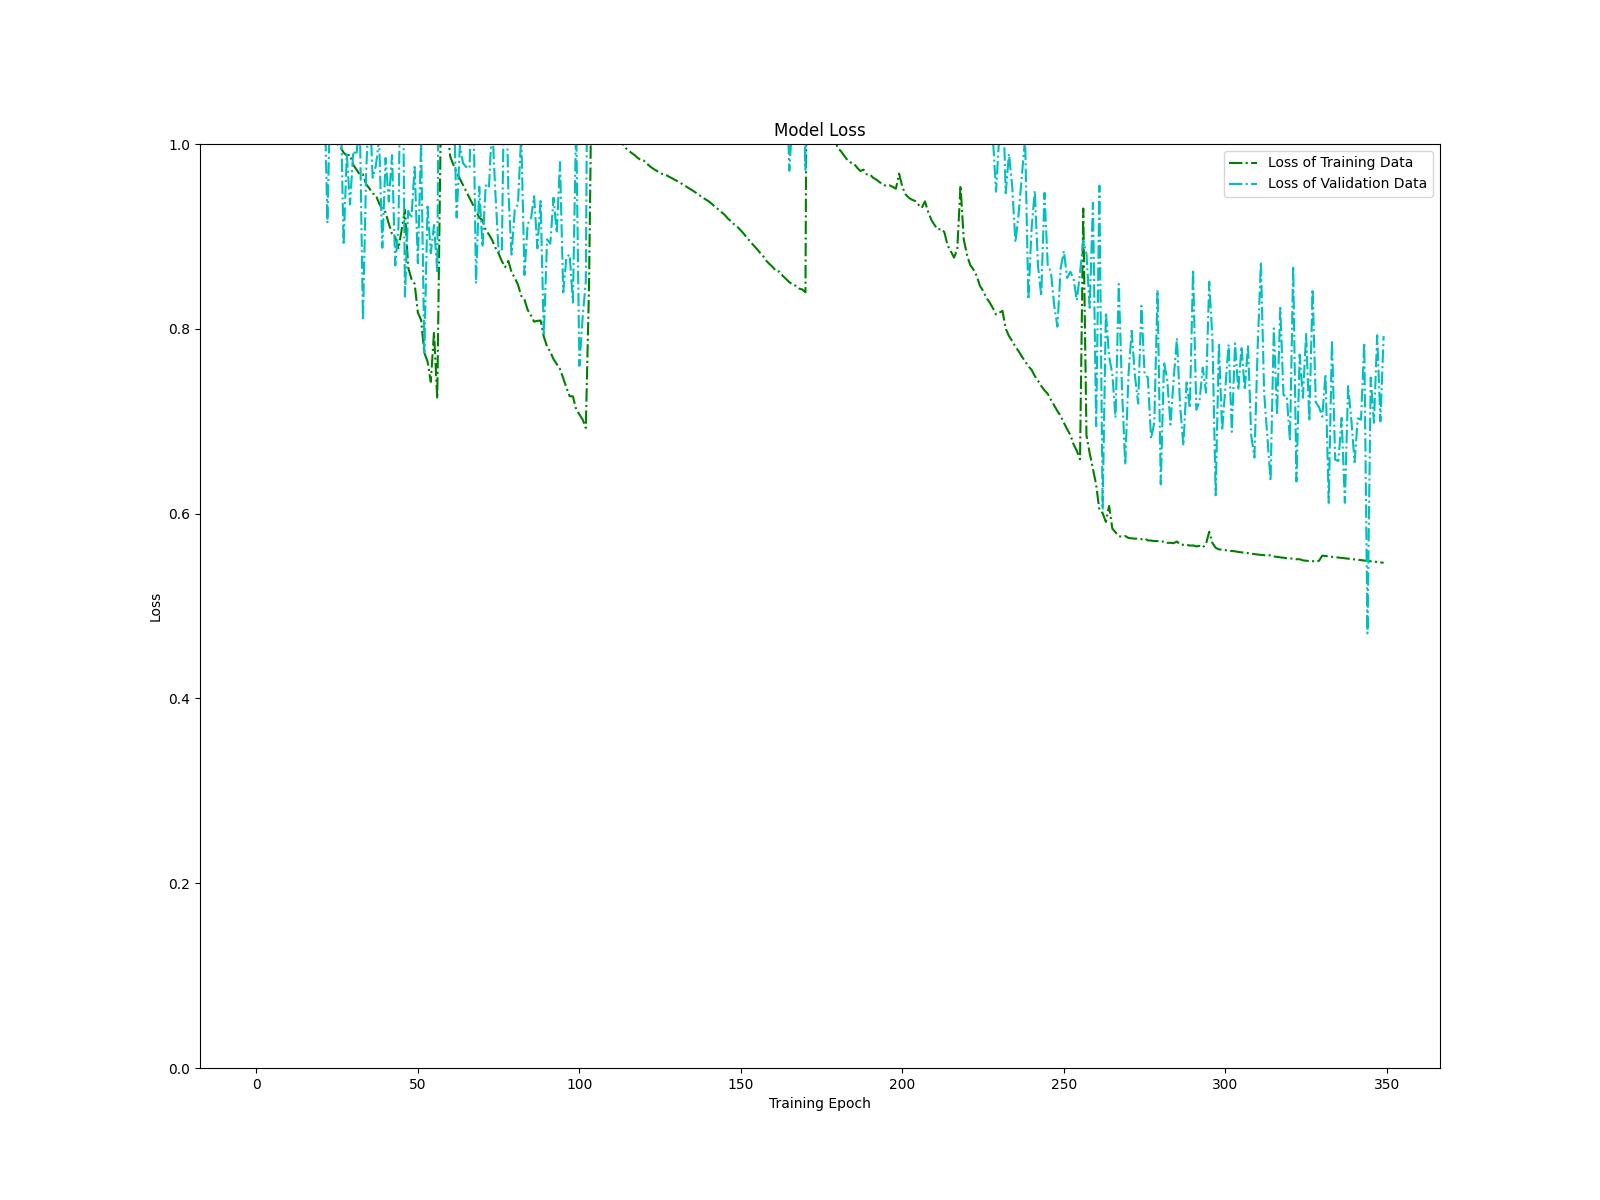 Model Loss
Loss of Training Data
Loss of Validation Data
1.0
0.8
0.6
0.4
0.2
0.0
Loss
0 50 100 150 200 250 300 350
Training Epoch